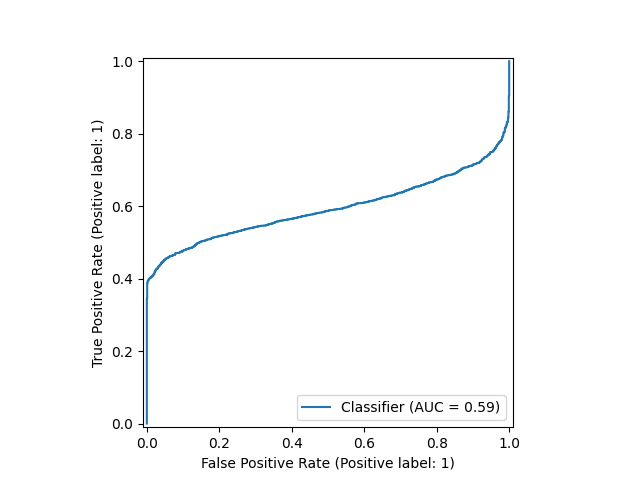 1.0
0.8
0.6
0.4
0.2
0.0
True Positive Rate (Positive label: 1)
Classifier (AUC = 0.59)
0.0 0.2 0.4 0.6 0.8 1.0
False Positive Rate (Positive label: 1)